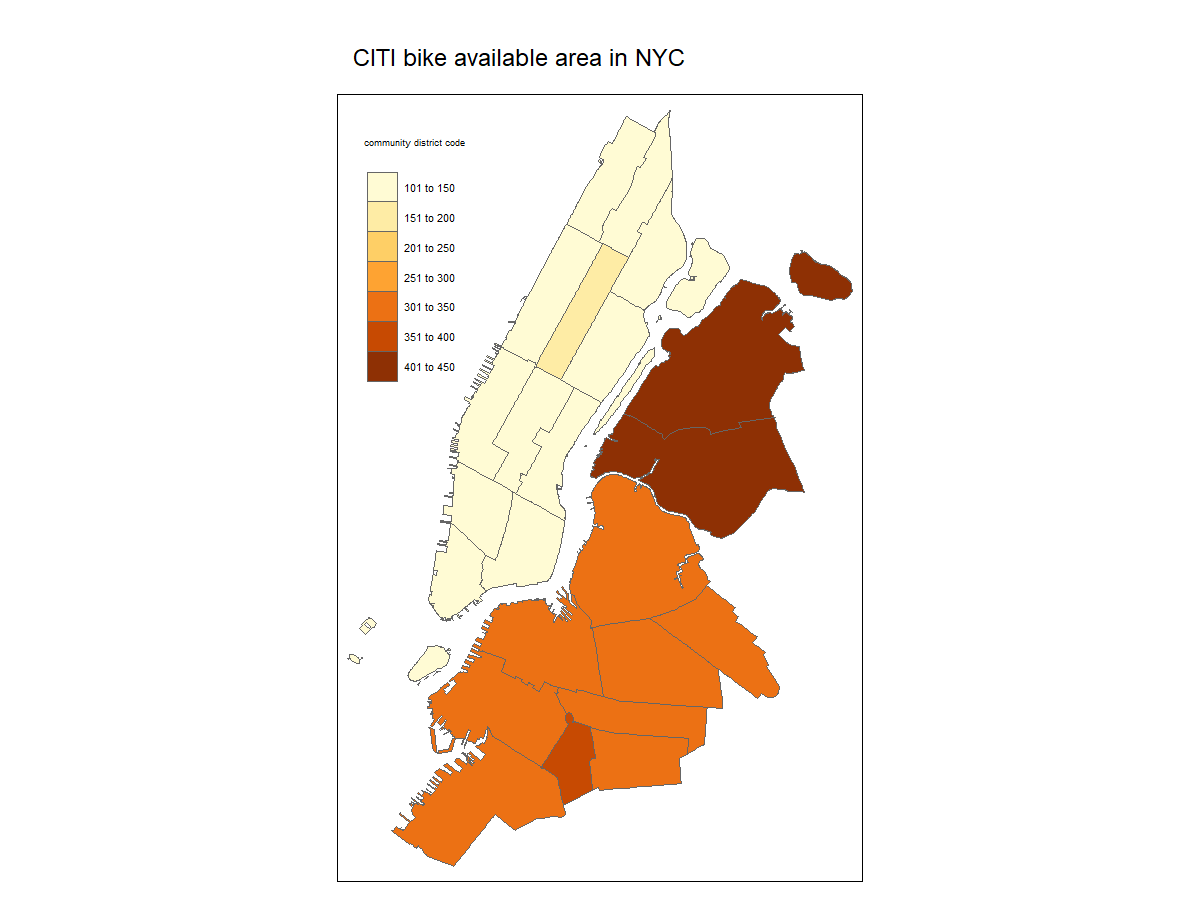 CITI bike available area in NYC
community district code
101 to 150
151 to 200
201 to 250
251 to 300
301 to 350
351 to 400
401 to 450